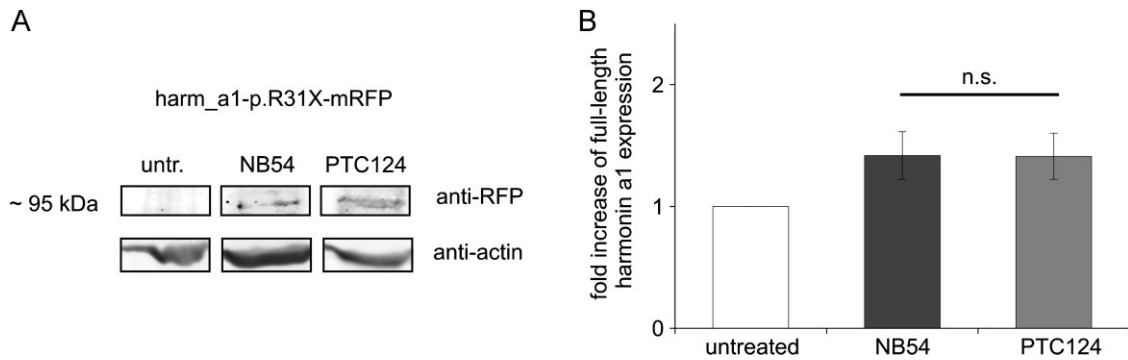 A
harm_a1-p.R31X-mRFP
untr. NB54 PTC124
~ 95 kDa anti-RFP
anti-actin
B
fold increase of full-length
harmonin a1 expression
2
1
0
n.s.
untreated NB54 PTC124